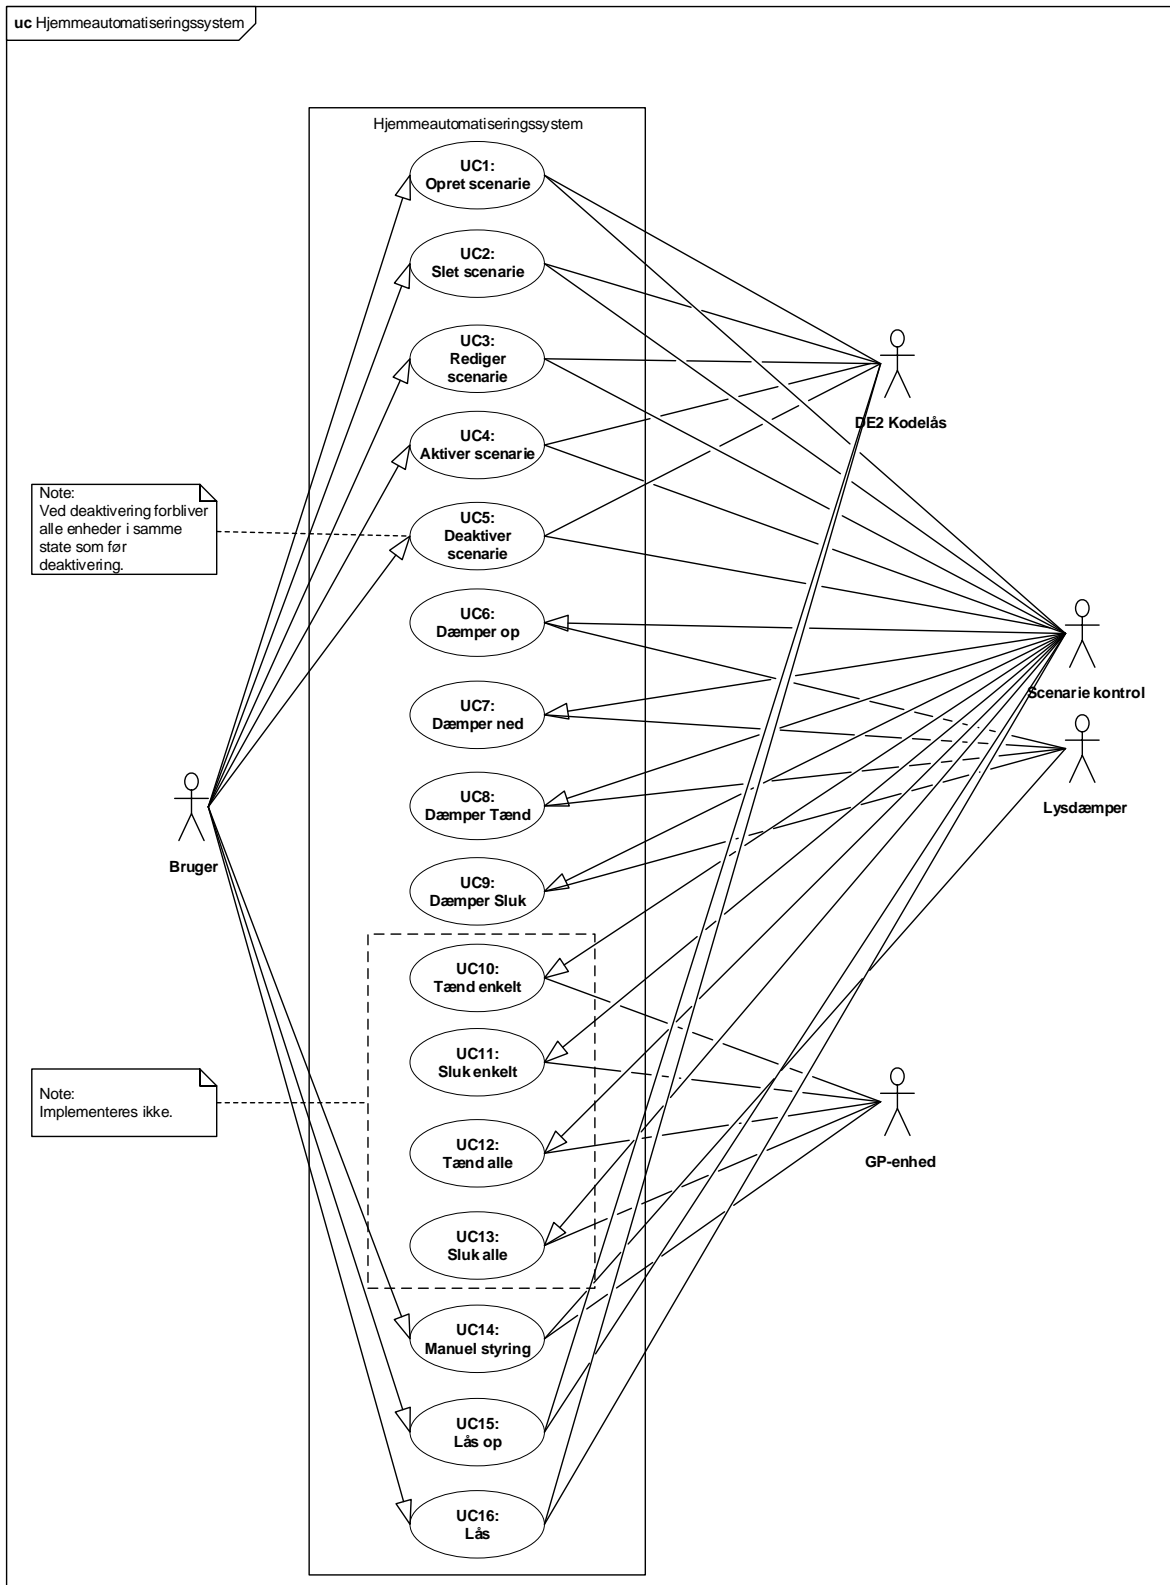 uc Hjemmeautomatiseringssystem
Hjemmeautomatiseringssystem
UC1:
Opret scenarie
UC2:
Slet scenarie
UC3:
Rediger
scenarie
DE2 Kodelås
UC4:
Aktiver scenarie
Note:
Ved deaktivering forbliver
alle enheder i samme
state som før
deaktivering.
UC5:
Deaktiver
scenarie
UC6:
Dæmper op
Scenarie kontrol
UC7:
Dæmper ned
UC8:
Dæmper Tænd
Lysdæmper
Bruger
UC9:
Dæmper Sluk
UC10:
Tænd enkelt
UC11:
Sluk enkelt
Note:
Implementeres ikke.
UC12:
Tænd alle
GP-enhed
UC13:
Sluk alle
UC14:
Manuel styring
UC15:
Lås op
UC16:
Lås